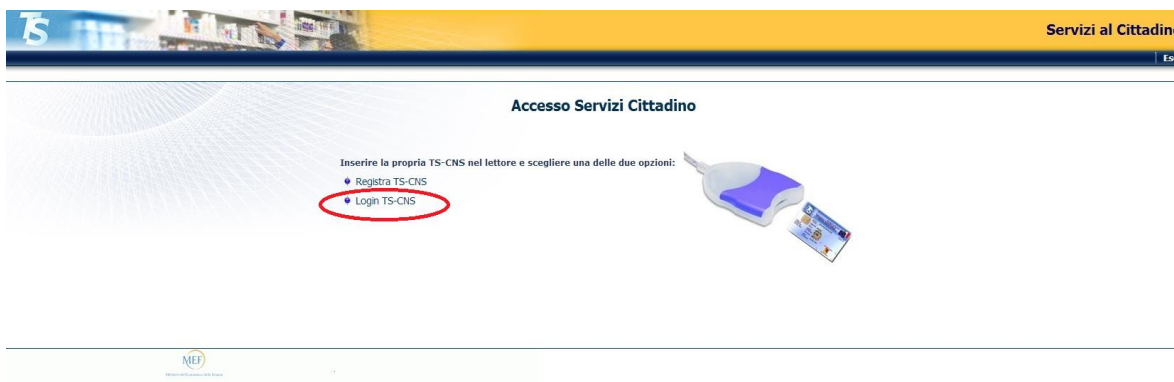 TS
Servizi al Cittadin
Es
Accesso Servizi Cittadino
Inserire la propria TS-CNS nel lettore e scegliere una delle due opzioni:
Registra TS-CNS
Login TS-CNS
MEF